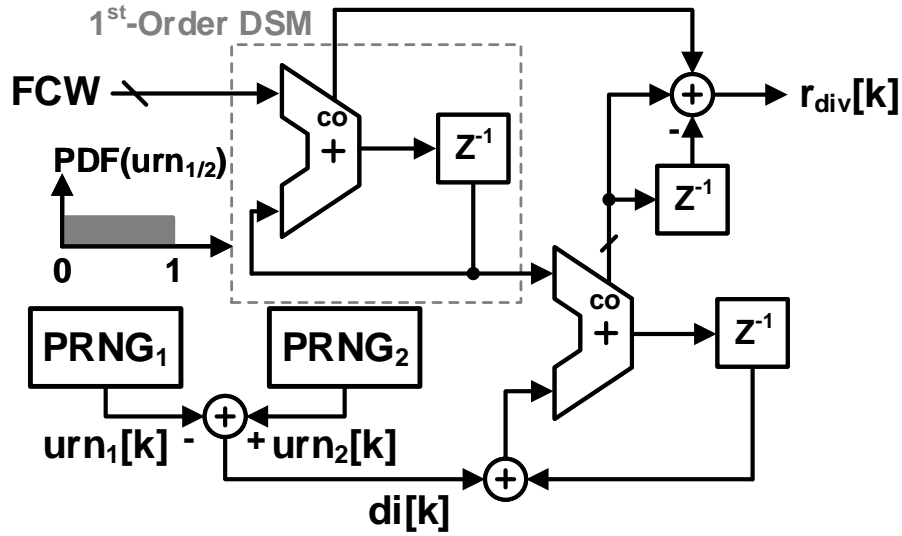 1st-Order DSM
FCW
co
+
Z-1
+
-
rdiv[k]
PDF(urn1/2)
0
1
Z-1
co
+
Z-1
PRNG1
PRNG2
+
urn1[k]
-
+
urn2[k]
di[k]
+